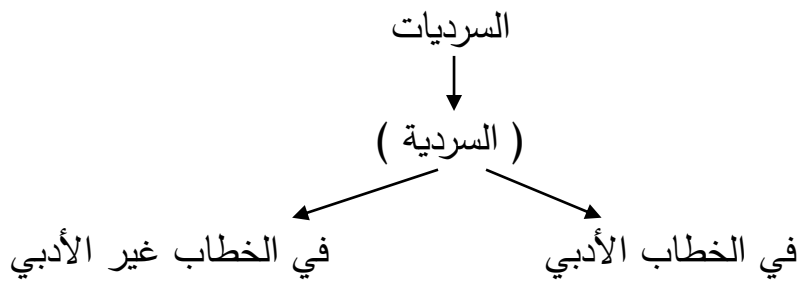 السرديات
( السردية )
في الخطاب الأدبي
في الخطاب غير الأدبي